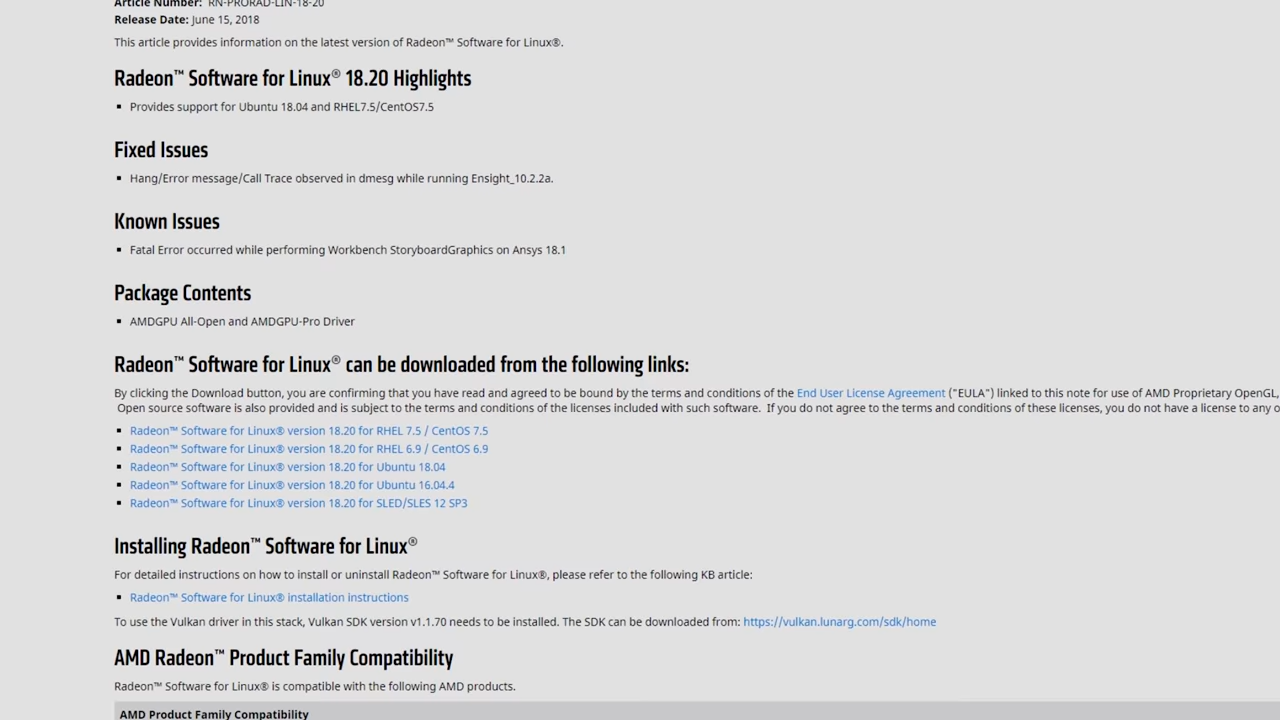 Article Number: RN-PRORAD-LIN-18-20
Release Date: June 15, 2018
This article provides information on the latest version of Radeon™ Software for Linux®.
Radeon™ Software for Linux® 18.20 Highlights
▪ Provides support for Ubuntu 18.04 and RHEL7.5/CentOS7.5
Fixed Issues
▪ Hang/Error message/Call Trace observed in dmesg while running Ensight_10.2.2a.
Known Issues
▪ Fatal Error occurred while performing Workbench StoryboardGraphics on Ansys 18.1
Package Contents
▪ AMDGPU All-Open and AMDGPU-Pro Driver
Radeon™ Software for Linux® can be downloaded from the following links:
By clicking the Download button, you are confirming that you have read and agreed to be bound by the terms and conditions of the End User License Agreement ("EULA") linked to this note for use of AMD Proprietary OpenGL,
Open source software is also provided and is subject to the terms and conditions of the licenses included with such software. If you do not agree to the terms and conditions of these licenses, you do not have a license to any
▪ Radeon™ Software for Linux® version 18.20 for RHEL 7.5 / CentOS 7.5
▪ Radeon™ Software for Linux® version 18.20 for RHEL 6.9 / CentOS 6.9
▪ Radeon™ Software for Linux® version 18.20 for Ubuntu 18.04
▪ Radeon™ Software for Linux® version 18.20 for Ubuntu 16.04.4
▪ Radeon™ Software for Linux® version 18.20 for SLED/SLES 12 SP3
Installing Radeon™ Software for Linux®
For detailed instructions on how to install or uninstall Radeon™ Software for Linux®, please refer to the following KB article:
▪ Radeon™ Software for Linux® installation instructions
To use the Vulkan driver in this stack, Vulkan SDK version v1.1.70 needs to be installed. The SDK can be downloaded from: https://vulkan.lunarg.com/sdk/home
AMD Radeon™ Product Family Compatibility
Radeon™ Software for Linux® is compatible with the following AMD products.
AMD Product Family Compatibility